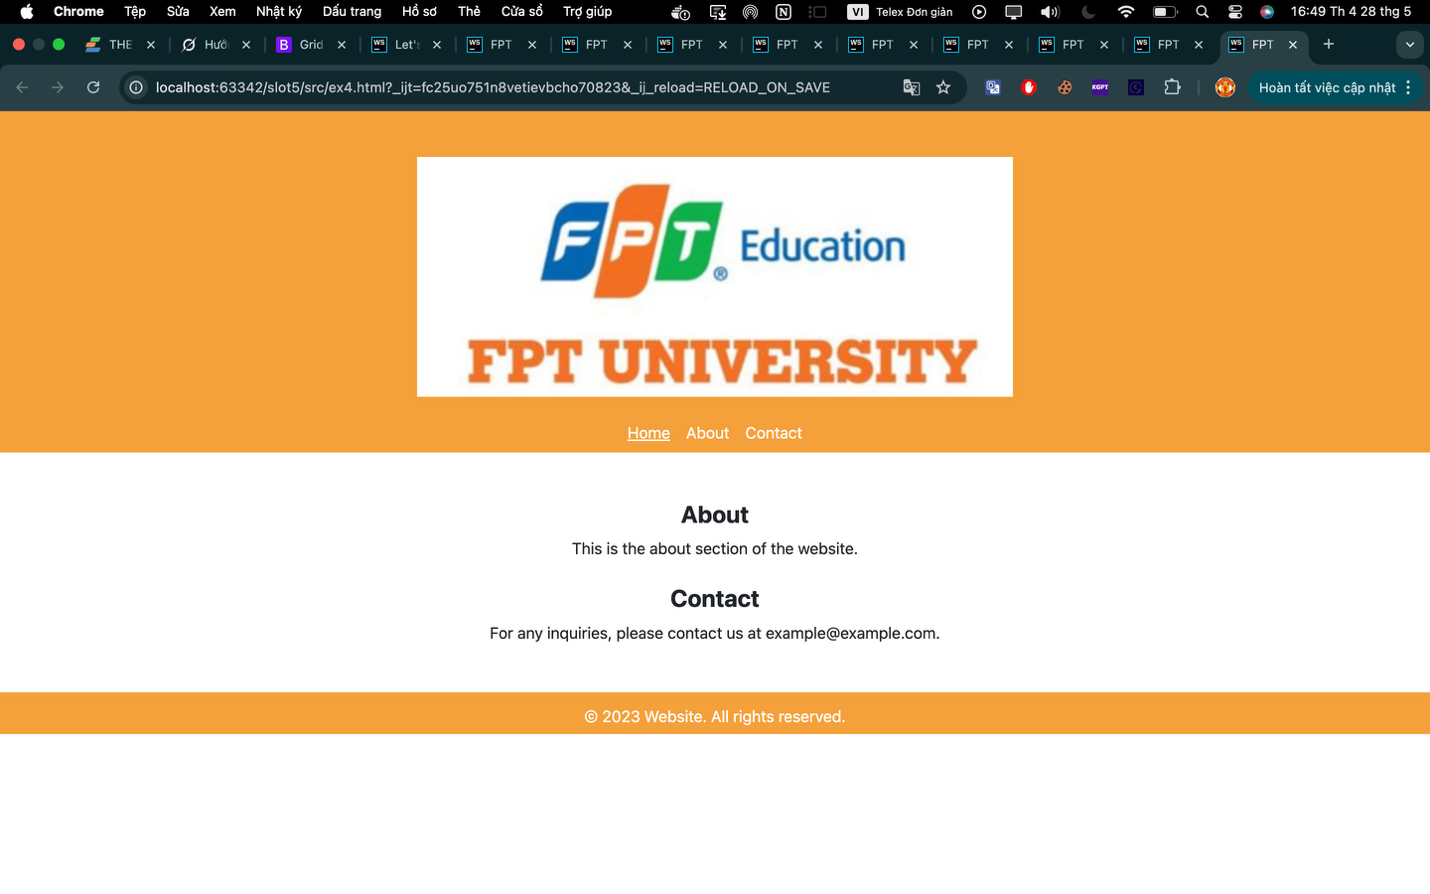 Chrome Tệp Sửa Xem Nhật ký Dấu trang Hồ sơ Thẻ Cửa sổ Trợ giúp VI Telex Đơn giản 16:49 Th 4 28 thg 5
THE Hướ Grid Let's FPT FPT FPT FPT FPT FPT FPT FPT FPT
localhost:63342/slot5/src/ex4.html?_ijt=fc25uo751n8vetievbcho70823&_ij_reload=RELOAD_ON_SAVE KGPT Hoàn tất việc cập nhật
FPT® Education
FPT UNIVERSITY
Home About Contact
About
This is the about section of the website.
Contact
For any inquiries, please contact us at example@example.com.
© 2023 Website. All rights reserved.